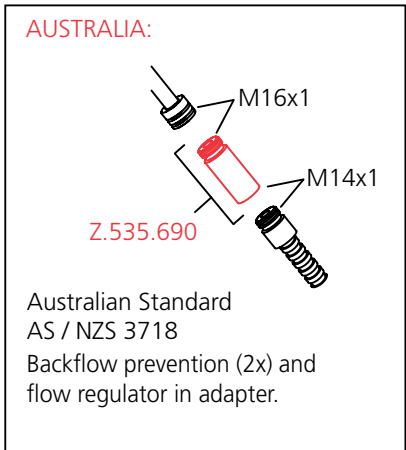 AUSTRALIA:
M16x1
M14x1
Z.535.690
Australian Standard
AS / NZS 3718
Backflow prevention (2x) and
flow regulator in adapter.